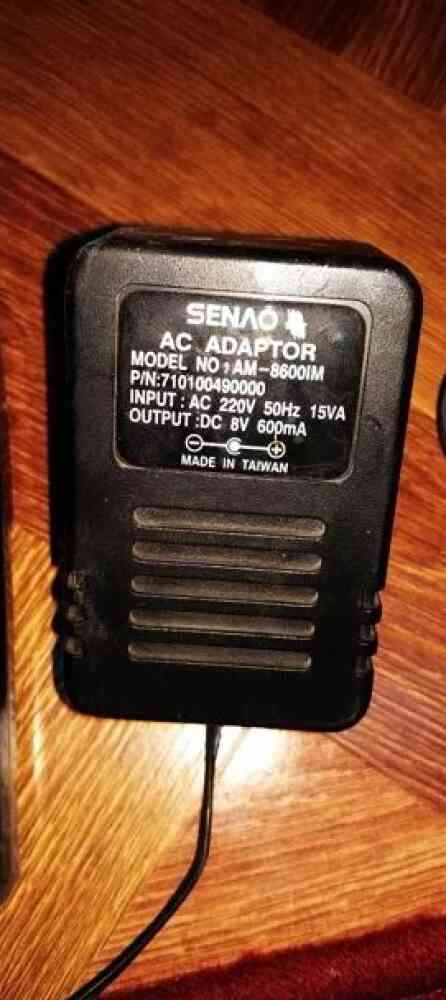 SENAO
AC ADAPTOR
MODEL NO: AM-8600IM
P/N:710100490000
INPUT : AC 220V 50Hz 15VA
OUTPUT :DC 8V 600mA
MADE IN TAIWAN